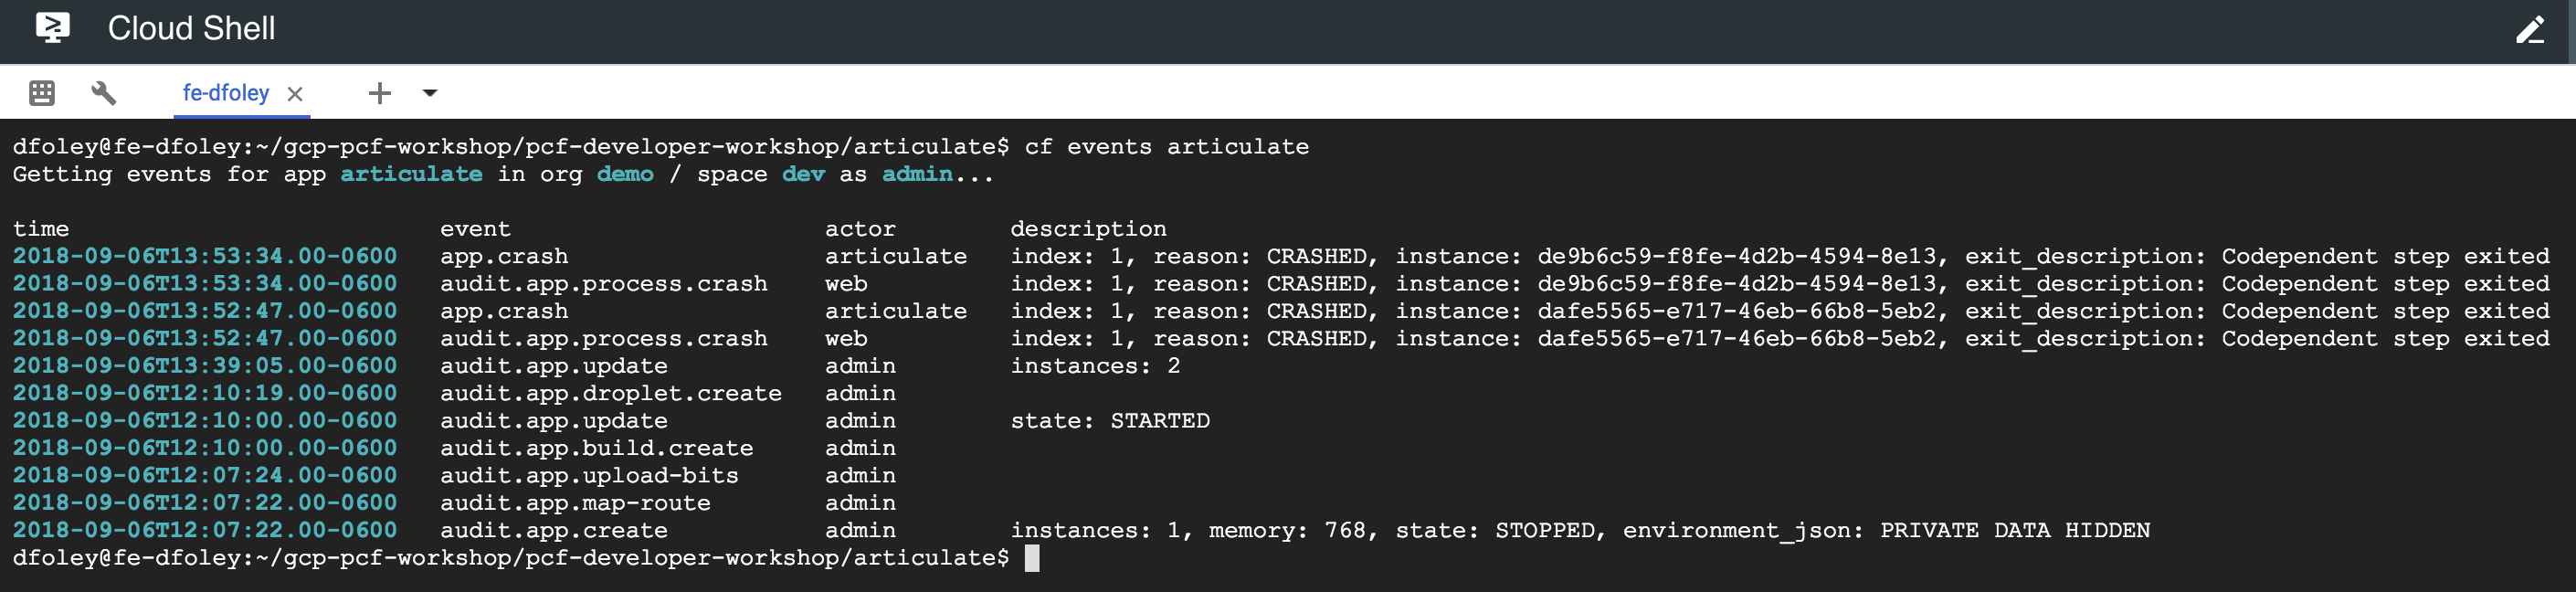 Cloud Shell
fe-dfoley
dfoley@fe-dfoley:~/gcp-pcf-workshop/pcf-developer-workshop/articulate$ cf events articulate
Getting events for app articulate in org demo / space dev as admin...
time event actor description
2018-09-06T13:53:34.00-0600 app.crash articulate index: 1, reason: CRASHED, instance: de9b6c59-f8fe-4d2b-4594-8e13, exit_description: Codependent step exited
2018-09-06T13:53:34.00-0600 audit.app.process.crash web index: 1, reason: CRASHED, instance: de9b6c59-f8fe-4d2b-4594-8e13, exit_description: Codependent step exited
2018-09-06T13:52:47.00-0600 app.crash articulate index: 1, reason: CRASHED, instance: dafe5565-e717-46eb-66b8-5eb2, exit_description: Codependent step exited
2018-09-06T13:52:47.00-0600 audit.app.process.crash web index: 1, reason: CRASHED, instance: dafe5565-e717-46eb-66b8-5eb2, exit_description: Codependent step exited
2018-09-06T13:39:05.00-0600 audit.app.update admin instances: 2
2018-09-06T12:10:19.00-0600 audit.app.droplet.create admin
2018-09-06T12:10:00.00-0600 audit.app.update admin state: STARTED
2018-09-06T12:10:00.00-0600 audit.app.build.create admin
2018-09-06T12:07:24.00-0600 audit.app.upload-bits admin
2018-09-06T12:07:22.00-0600 audit.app.map-route admin
2018-09-06T12:07:22.00-0600 audit.app.create admin instances: 1, memory: 768, state: STOPPED, environment_json: PRIVATE DATA HIDDEN
dfoley@fe-dfoley:~/gcp-pcf-workshop/pcf-developer-workshop/articulate$